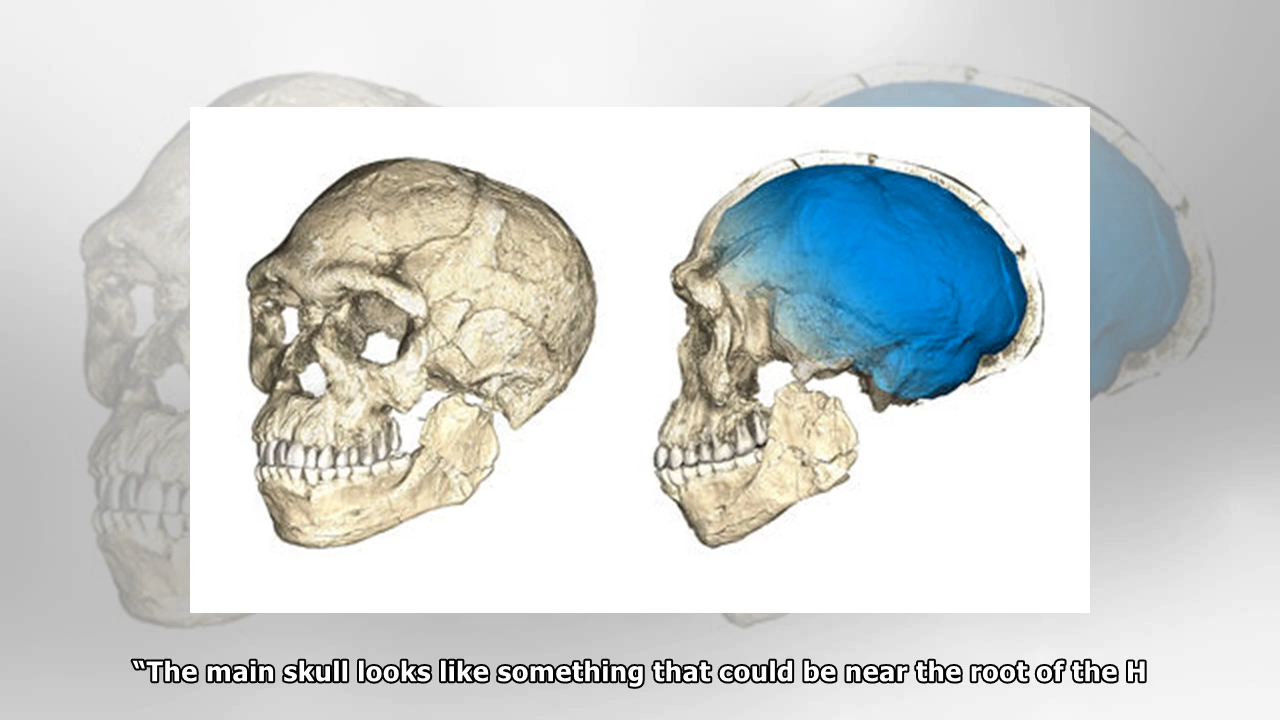 “The main skull looks like something that could be near the root of the H